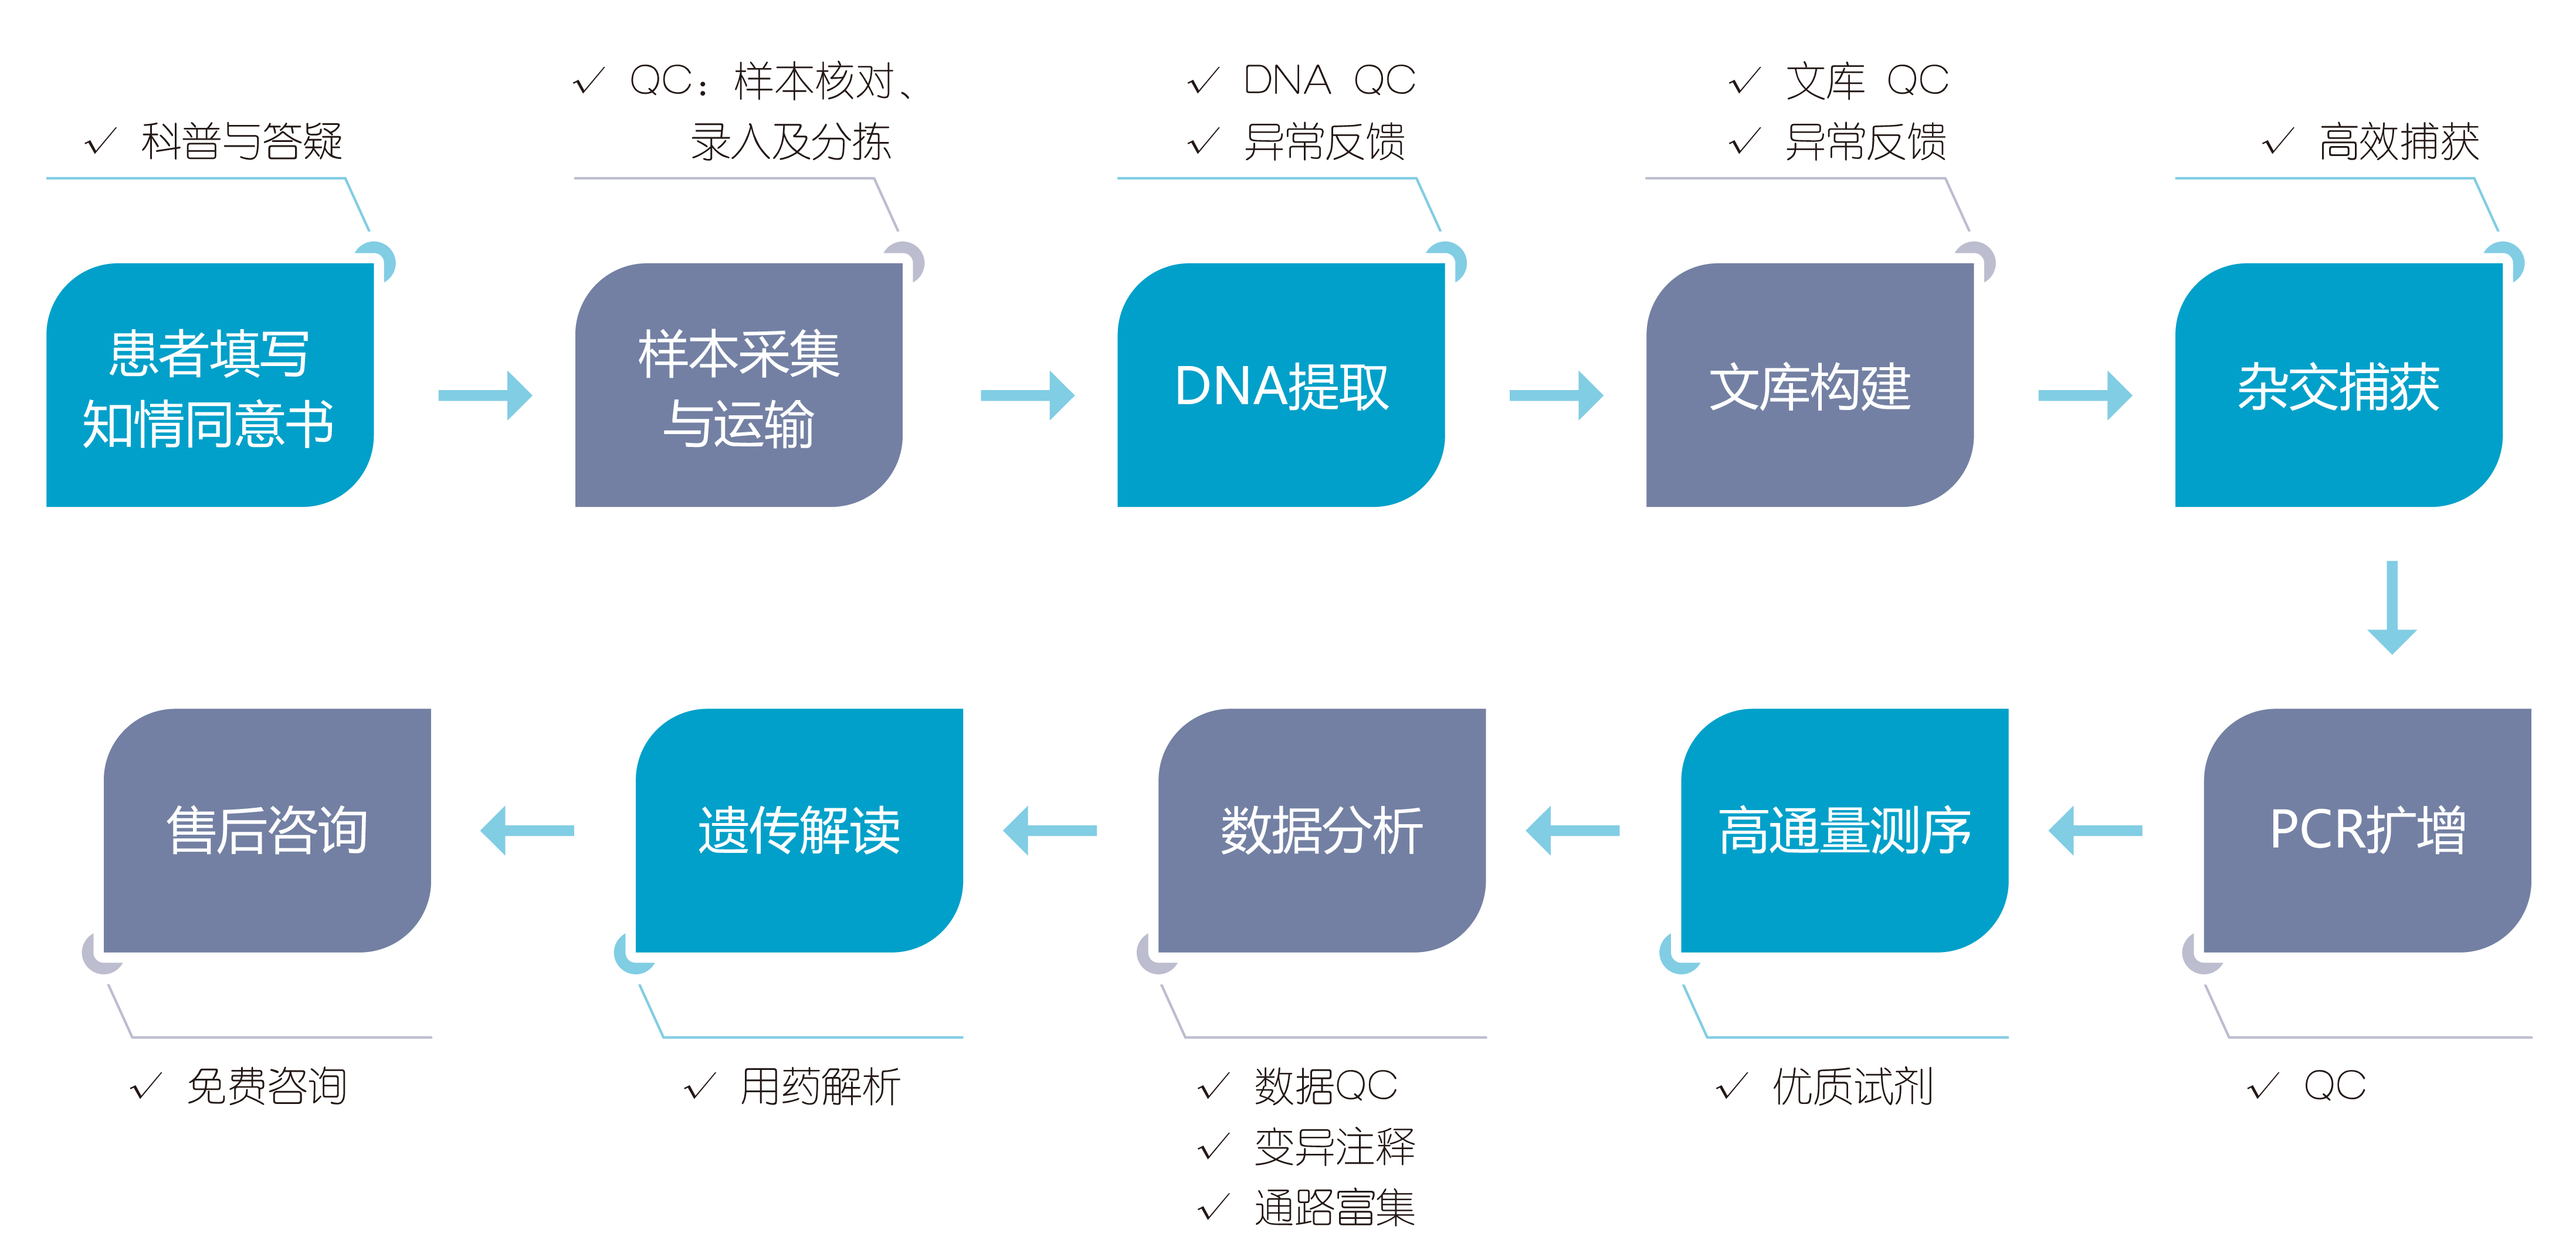 ✓ 科普与答疑
✓ QC：样本核对、
录入及分拣
✓ DNA QC
✓ 异常反馈
✓ 文库 QC
✓ 异常反馈
✓ 高效捕获
患者填写
知情同意书
样本采集
与运输
DNA提取
文库构建
杂交捕获
售后咨询
遗传解读
数据分析
高通量测序
PCR扩增
✓ 免费咨询
✓ 用药解析
✓ 数据QC
✓ 变异注释
✓ 通路富集
✓ 优质试剂
✓ QC